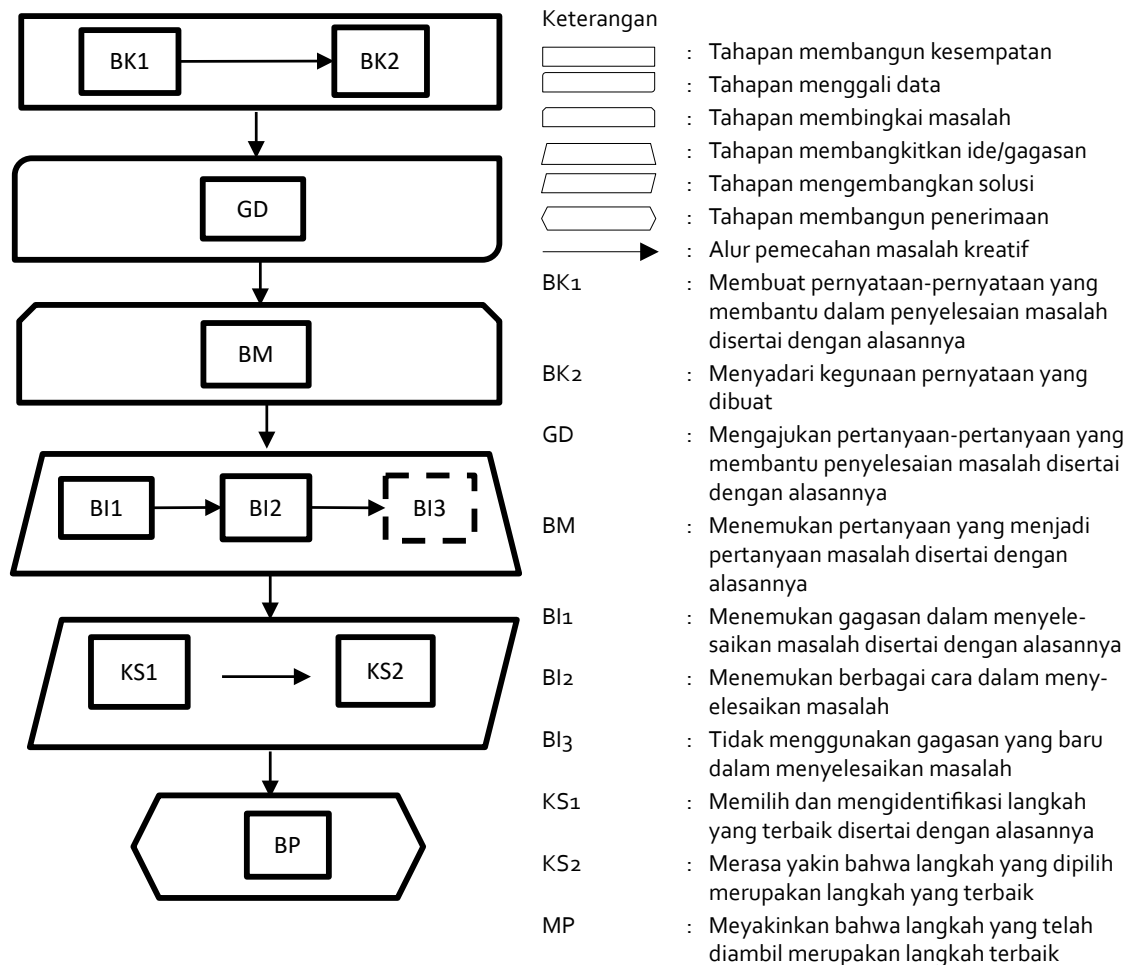 BK1
BK2
GD
BM
BI1
BI2
BI3
KS1
KS2
BP
Keterangan
: Tahapan membangun kesempatan
: Tahapan menggali data
: Tahapan membingkai masalah
: Tahapan membangkitkan ide/gagasan
: Tahapan mengembangkan solusi
: Tahapan membangun penerimaan
: Alur pemecahan masalah kreatif
BK1 : Membuat pernyataan-pernyataan yang
membantu dalam penyelesaian masalah
disertai dengan alasannya
BK2 : Menyadari kegunaan pernyataan yang
dibuat
GD : Mengajukan pertanyaan-pertanyaan yang
membantu penyelesaian masalah disertai
dengan alasannya
BM : Menemukan pertanyaan yang menjadi
pertanyaan masalah disertai dengan
alasannya
BI1 : Menemukan gagasan dalam menyele-
saikan masalah disertai dengan alasannya
BI2 : Menemukan berbagai cara dalam meny-
elesaikan masalah
BI3 : Tidak menggunakan gagasan yang baru
dalam menyelesaikan masalah
KS1 : Memilih dan mengidentifikasi langkah
yang terbaik disertai dengan alasannya
KS2 : Merasa yakin bahwa langkah yang dipilih
merupakan langkah yang terbaik
MP : Meyakinkan bahwa langkah yang telah
diambil merupakan langkah terbaik